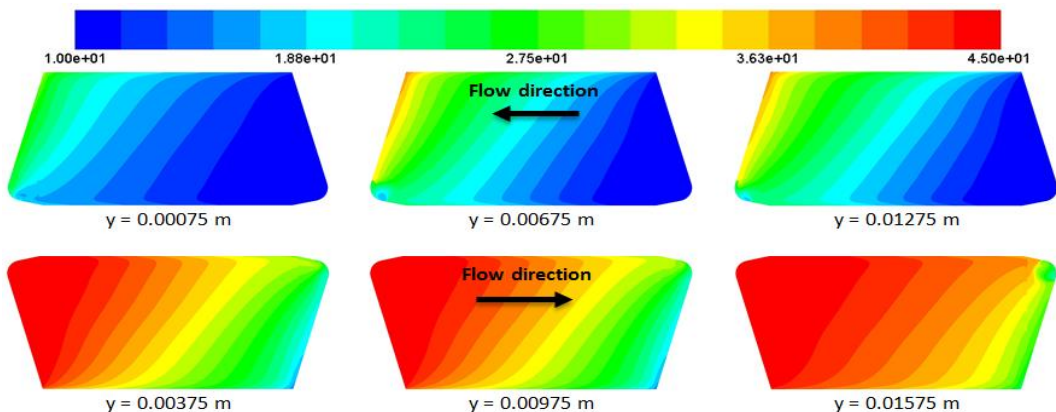 1.00e+01 1.88e+01 2.75e+01 3.63e+01 4.50e+01
Flow direction
y = 0.00075 m y = 0.00675 m y = 0.01275 m
Flow direction
y = 0.00375 m y = 0.00975 m y = 0.01575 m